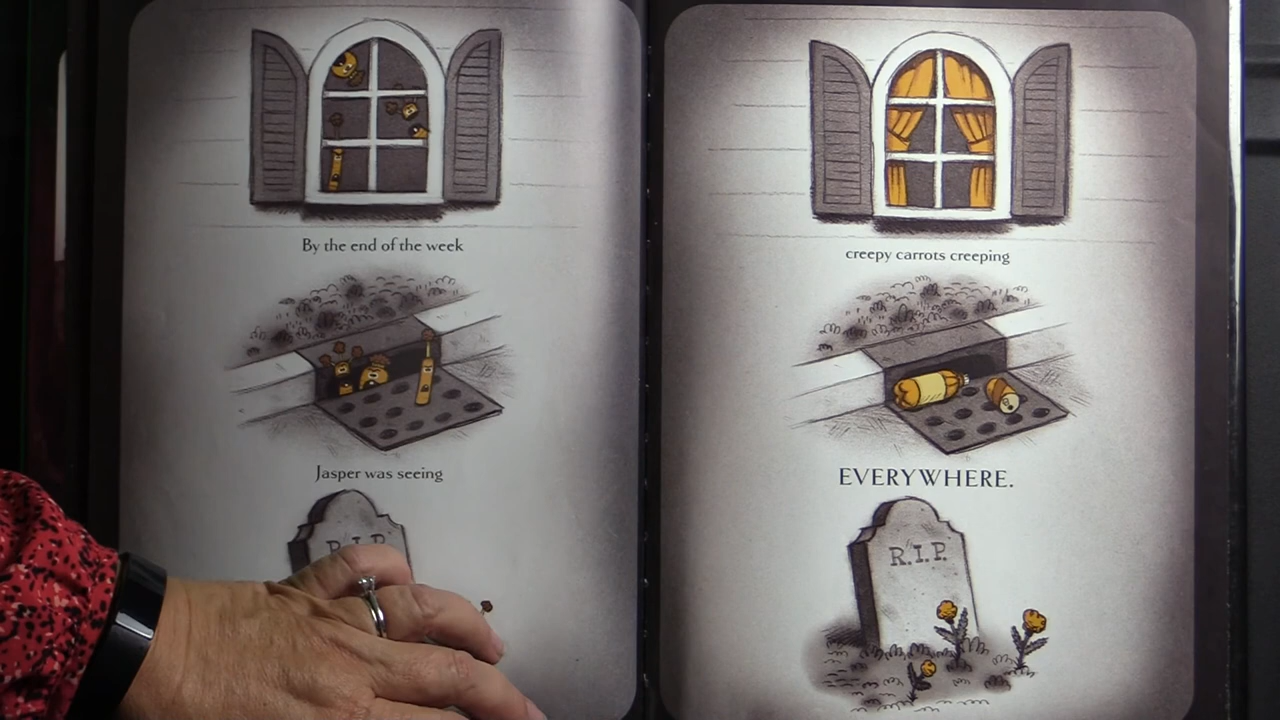 By the end of the week
Jasper was seeing
R.I.P.
creepy carrots creeping
EVERYWHERE.
R.I.P.